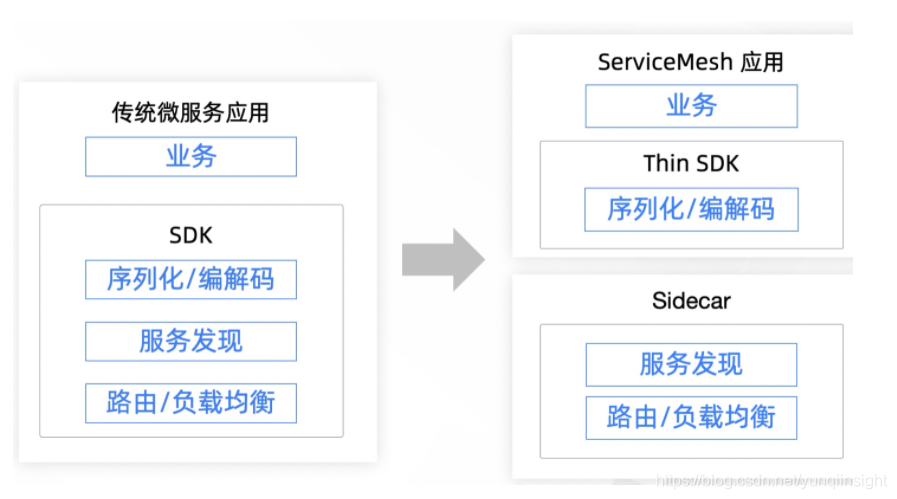 传统微服务应用
业务
SDK
序列化/编解码
服务发现
路由/负载均衡
ServiceMesh 应用
业务
Thin SDK
序列化/编解码
Sidecar
服务发现
路由/负载均衡
https://blog.csdn.net/yunqiinsight